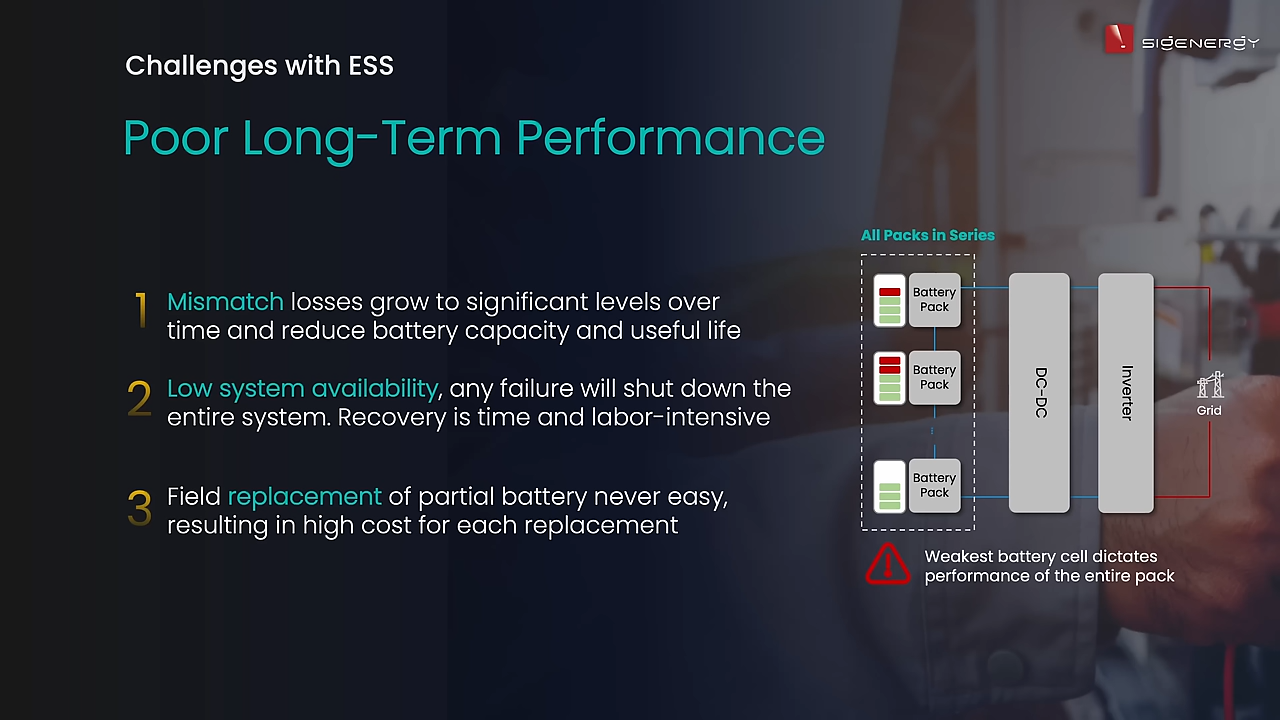 SIGENERGY
Challenges with ESS
Poor Long-Term Performance
1 Mismatch losses grow to significant levels over
time and reduce battery capacity and useful life
2 Low system availability, any failure will shut down the
entire system. Recovery is time and labor-intensive
3 Field replacement of partial battery never easy,
resulting in high cost for each replacement
All Packs in Series
Battery
Pack
Battery
Pack
Battery
Pack
DC-DC
Inverter
Grid
Weakest battery cell dictates
performance of the entire pack